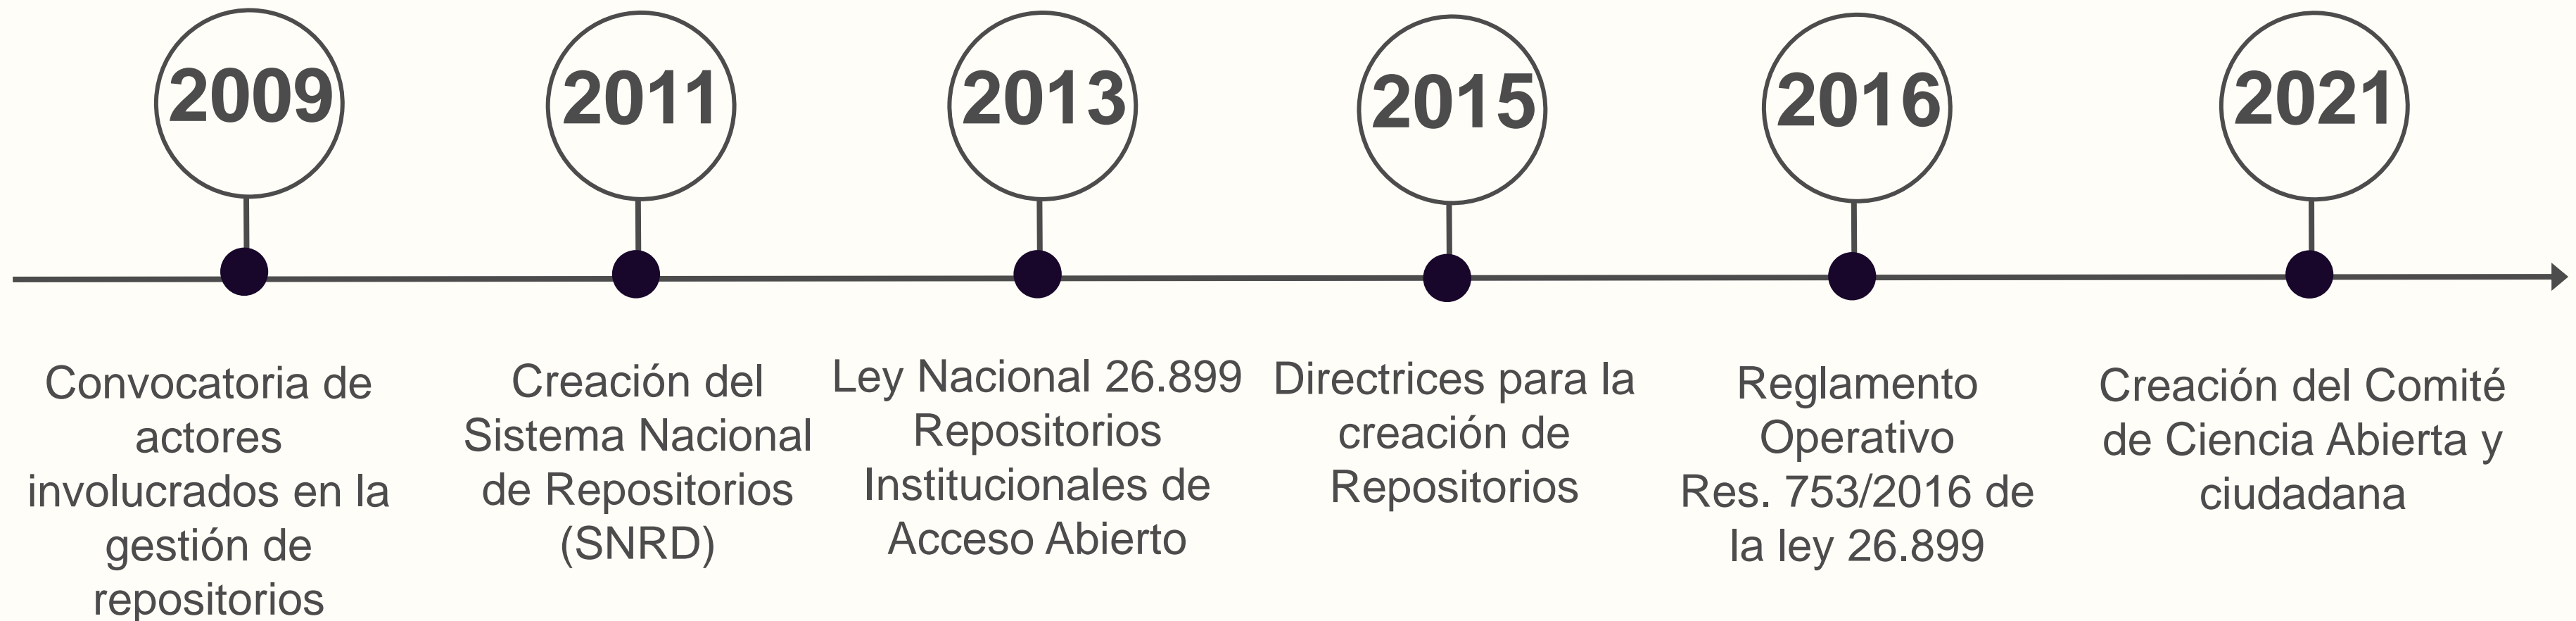 2009
Convocatoria de
actores
involucrados en la
gestión de
repositorios
2011
Creación del
Sistema Nacional
de Repositorios
(SNRD)
2013
Ley Nacional 26.899
Repositorios
Institucionales de
Acceso Abierto
2015
Directrices para la
creación de
Repositorios
2016
Reglamento
Operativo
Res. 753/2016 de
la ley 26.899
2021
Creación del Comité
de Ciencia Abierta y
ciudadana